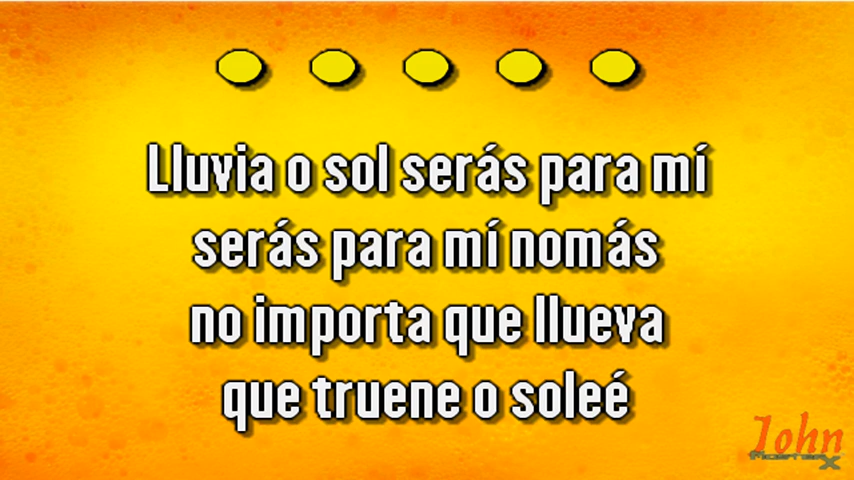 Lluvia o sol serás para mí
serás para mí nomás
no importa que llueva
que truene o soleé
John